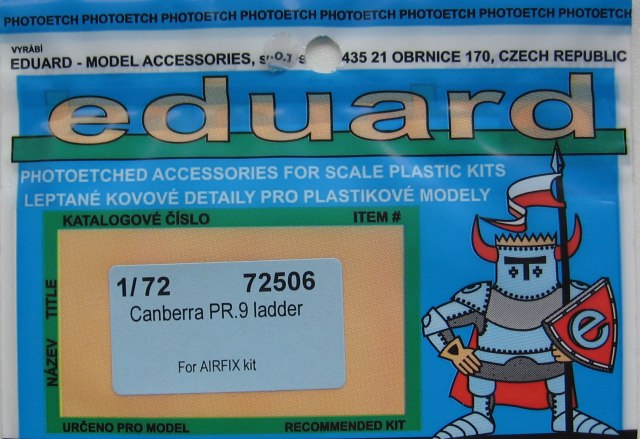 PHOTOETCH PHOTOETCH PHOTOETCH PHOTOETCH PHOTOETCH PHOTOETCH PHOTOETCH PHOTOETCH
VYRÁBÍ
EDUARD - MODEL ACCESSORIES, 435 21 OBRNICE 170, CZECH REPUBLIC
eduard
PHOTOETCHED ACCESSORIES FOR SCALE PLASTIC KITS
LEPTANÉ KOVOVÉ DETAILY PRO PLASTIKOVÉ MODELY
KATALOGOVÉ ČÍSLO ITEM #
NÁZEV TITLE
1/72 72506
Canberra PR.9 ladder
For AIRFIX kit
e
URČENO PRO MODEL RECOMMENDED KIT